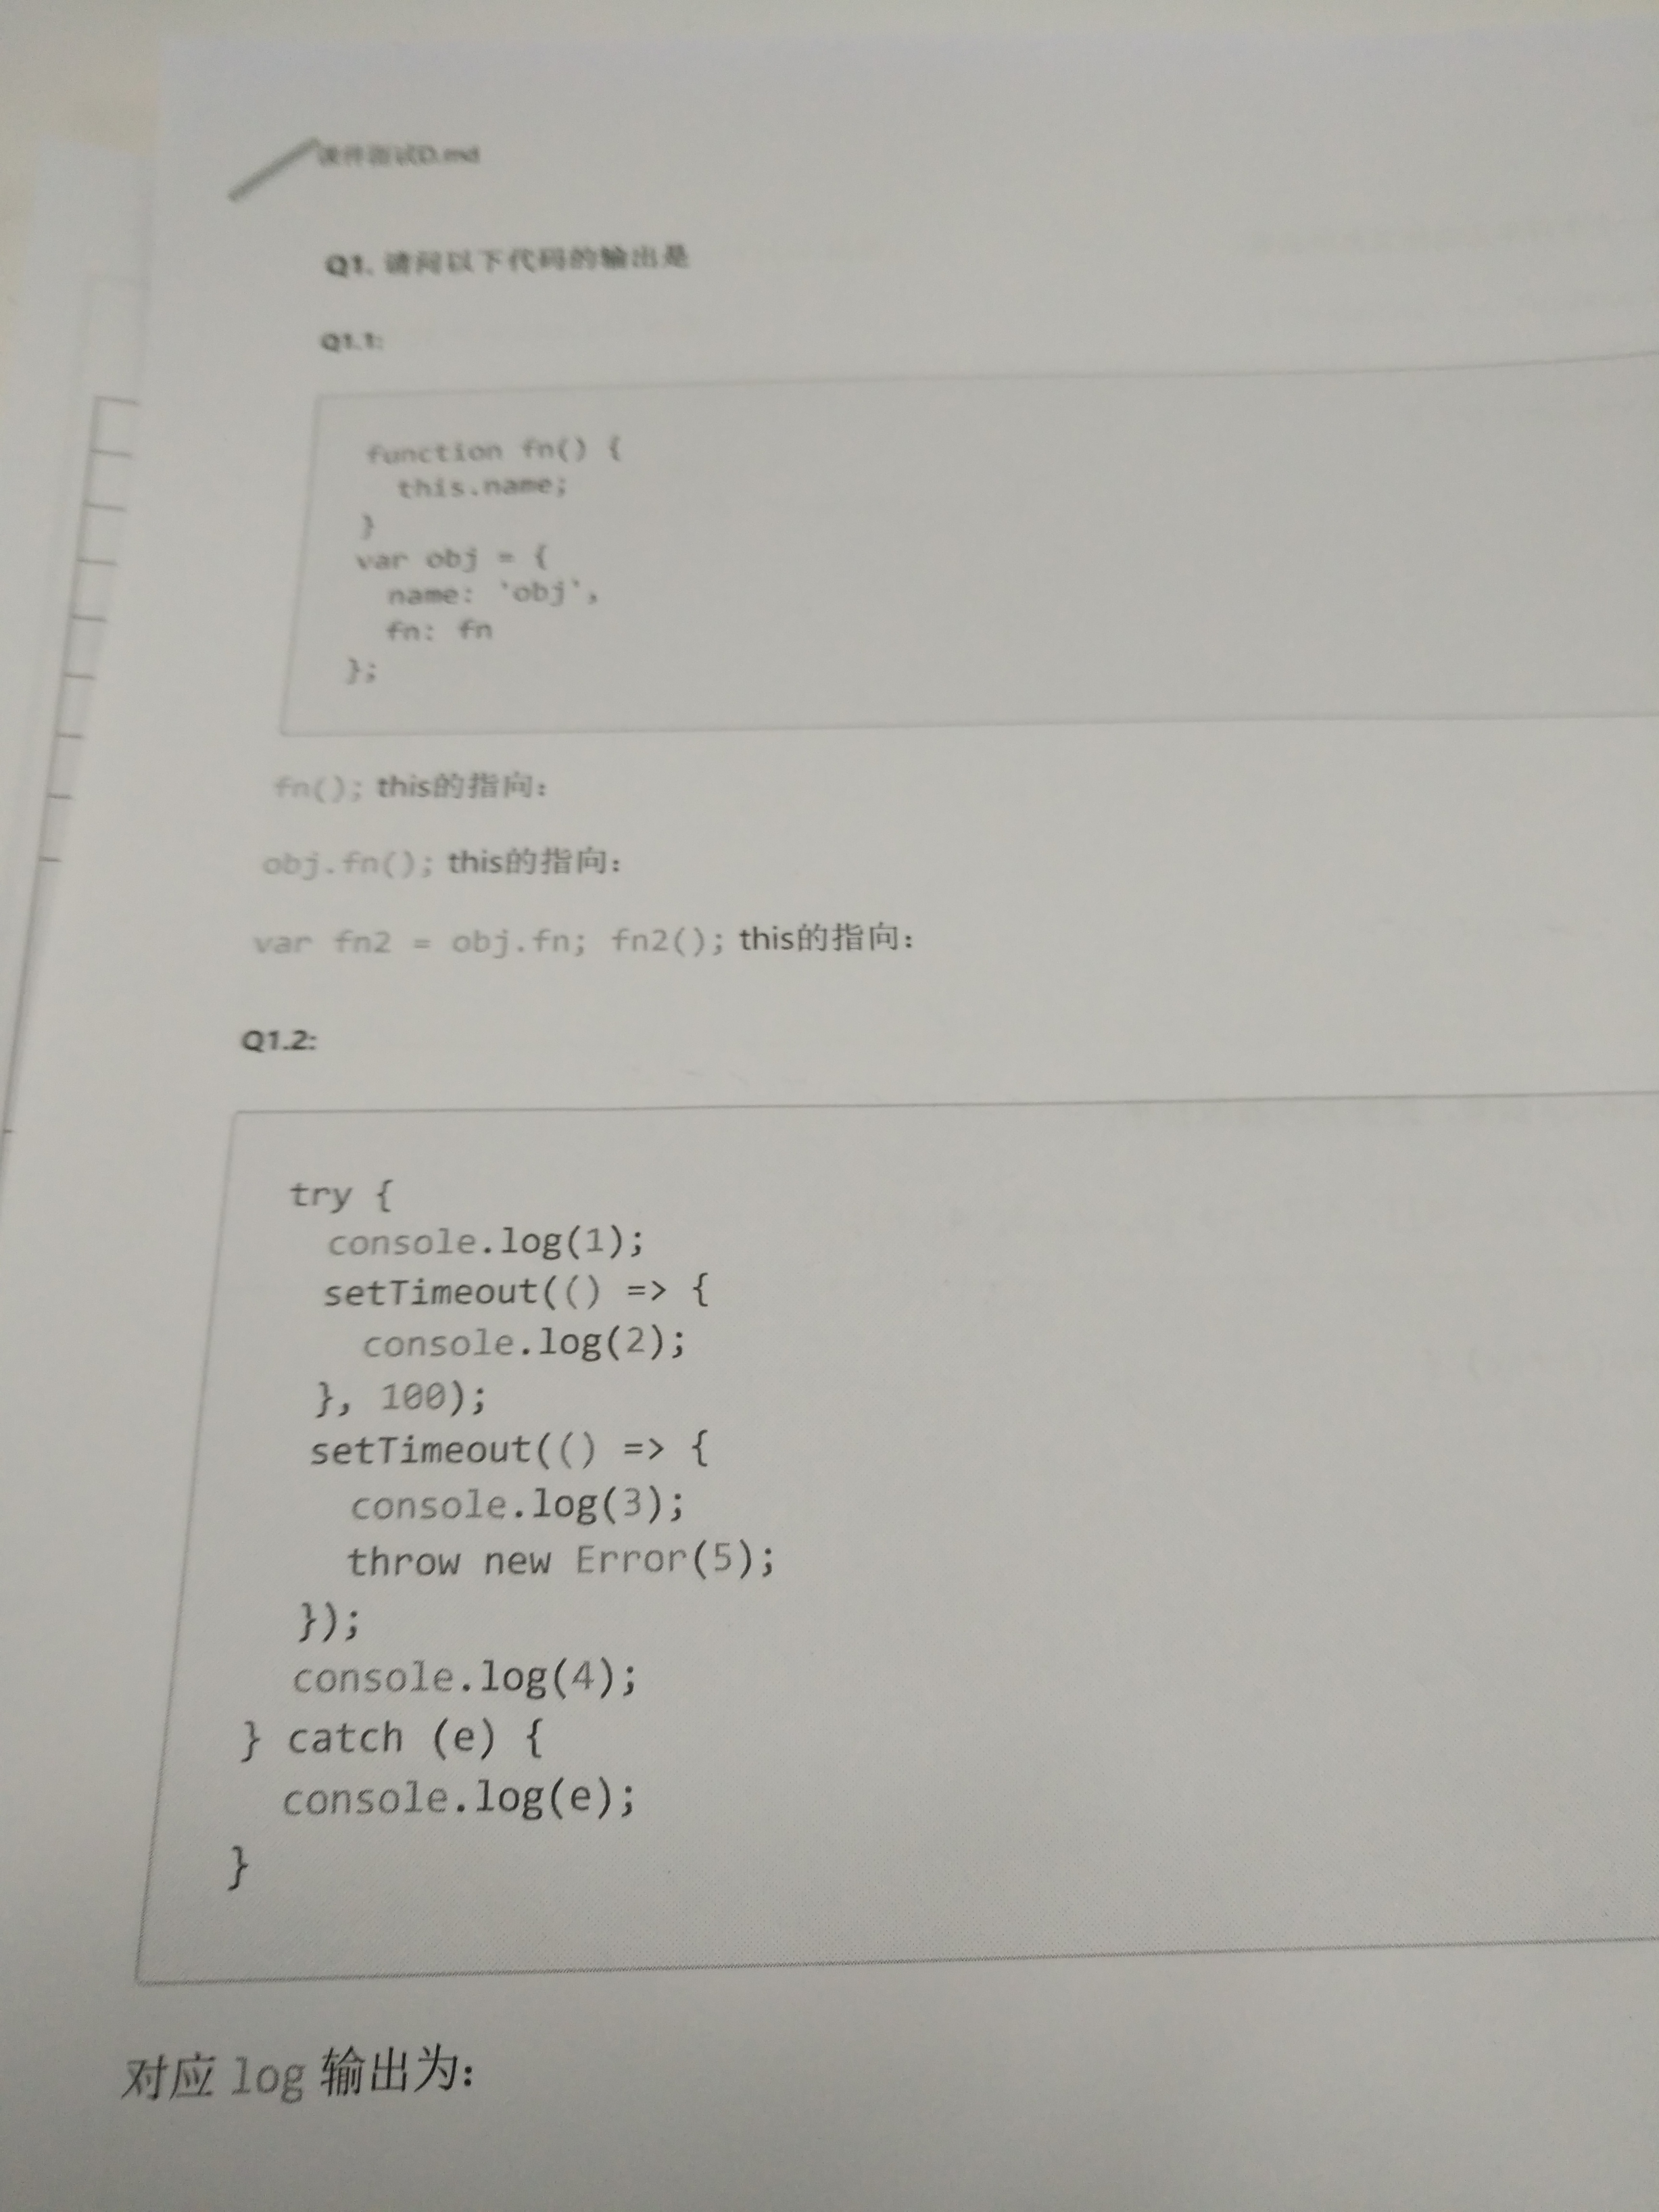 课件面试D.md
Q1. 请问以下代码的输出是
Q1.1:
function fn() {
this.name;
}
var obj = {
name: 'obj',
fn: fn
};
fn(); this的指向：
obj.fn(); this的指向：
var fn2 = obj.fn; fn2(); this的指向：
Q1.2:
try {
console.log(1);
setTimeout(() => {
console.log(2);
}, 100);
setTimeout(() => {
console.log(3);
throw new Error(5);
});
console.log(4);
} catch (e) {
console.log(e);
}
对应 log 输出为：